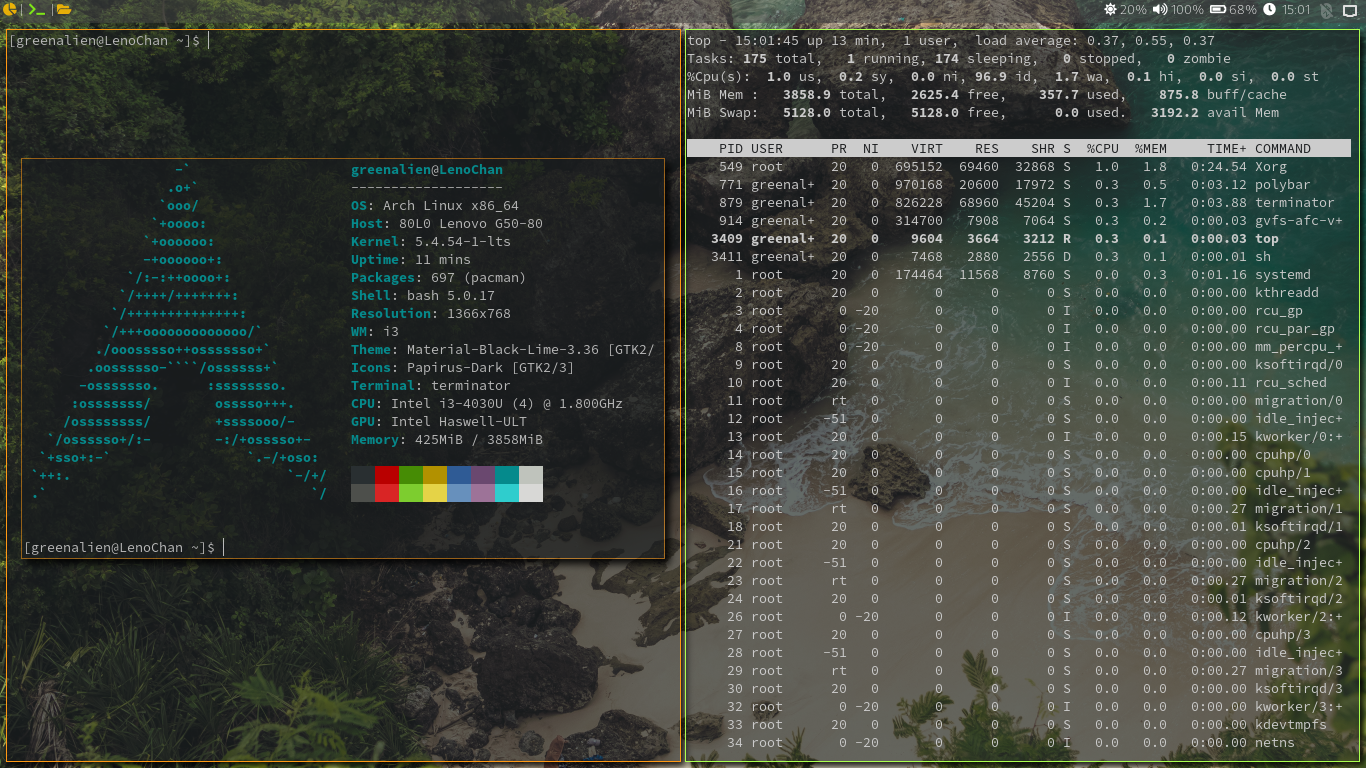 20% 100% 68% 15:01
[greenalien@LenoChan ~]$
greenalien@LenoChan
-------------------
OS: Arch Linux x86_64
Host: 80L0 Lenovo G50-80
Kernel: 5.4.54-1-lts
Uptime: 11 mins
Packages: 697 (pacman)
Shell: bash 5.0.17
Resolution: 1366x768
WM: i3
Theme: Material-Black-Lime-3.36 [GTK2/
Icons: Papirus-Dark [GTK2/3]
Terminal: terminator
CPU: Intel i3-4030U (4) @ 1.800GHz
GPU: Intel Haswell-ULT
Memory: 425MiB / 3858MiB
[greenalien@LenoChan ~]$
top - 15:01:45 up 13 min,  1 user,  load average: 0.37, 0.55, 0.37
Tasks: 175 total,   1 running, 174 sleeping,   0 stopped,   0 zombie
%Cpu(s):  1.0 us,  0.2 sy,  0.0 ni, 96.9 id,  1.7 wa,  0.1 hi,  0.0 si,  0.0 st
MiB Mem :   3858.9 total,   2625.4 free,    357.7 used,    875.8 buff/cache
MiB Swap:   5128.0 total,   5128.0 free,      0.0 used.   3192.2 avail Mem
PID USER PR NI VIRT RES SHR S %CPU %MEM TIME+ COMMAND
549 root 20 0 695152 69460 32868 S 1.0 1.8 0:24.54 Xorg
771 greenal+ 20 0 970168 20600 17972 S 0.3 0.5 0:03.12 polybar
879 greenal+ 20 0 826228 68960 45204 S 0.3 1.7 0:03.88 terminator
914 greenal+ 20 0 314700 7908 7064 S 0.3 0.2 0:00.03 gvfs-afc-v+
3409 greenal+ 20 0 9604 3664 3212 R 0.3 0.1 0:00.03 top
3411 greenal+ 20 0 7468 2880 2556 D 0.3 0.1 0:00.01 sh
1 root 20 0 174464 11568 8760 S 0.0 0.3 0:01.16 systemd
2 root 20 0 0 0 0 S 0.0 0.0 0:00.00 kthreadd
3 root 0 -20 0 0 0 I 0.0 0.0 0:00.00 rcu_gp
4 root 0 -20 0 0 0 I 0.0 0.0 0:00.00 rcu_par_gp
8 root 0 -20 0 0 0 I 0.0 0.0 0:00.00 mm_percpu_+
9 root 20 0 0 0 0 S 0.0 0.0 0:00.00 ksoftirqd/0
10 root 20 0 0 0 0 I 0.0 0.0 0:00.11 rcu_sched
11 root rt 0 0 0 0 S 0.0 0.0 0:00.00 migration/0
12 root -51 0 0 0 0 S 0.0 0.0 0:00.00 idle_injec+
13 root 20 0 0 0 0 I 0.0 0.0 0:00.15 kworker/0:+
14 root 20 0 0 0 0 S 0.0 0.0 0:00.00 cpuhp/0
15 root 20 0 0 0 0 S 0.0 0.0 0:00.00 cpuhp/1
16 root -51 0 0 0 0 S 0.0 0.0 0:00.00 idle_injec+
17 root rt 0 0 0 0 S 0.0 0.0 0:00.27 migration/1
18 root 20 0 0 0 0 S 0.0 0.0 0:00.01 ksoftirqd/1
21 root 20 0 0 0 0 S 0.0 0.0 0:00.00 cpuhp/2
22 root -51 0 0 0 0 S 0.0 0.0 0:00.00 idle_injec+
23 root rt 0 0 0 0 S 0.0 0.0 0:00.27 migration/2
24 root 20 0 0 0 0 S 0.0 0.0 0:00.01 ksoftirqd/2
26 root 0 -20 0 0 0 I 0.0 0.0 0:00.12 kworker/2:+
27 root 20 0 0 0 0 S 0.0 0.0 0:00.00 cpuhp/3
28 root -51 0 0 0 0 S 0.0 0.0 0:00.00 idle_injec+
29 root rt 0 0 0 0 S 0.0 0.0 0:00.27 migration/3
30 root 20 0 0 0 0 S 0.0 0.0 0:00.00 ksoftirqd/3
32 root 0 -20 0 0 0 I 0.0 0.0 0:00.00 kworker/3:+
33 root 20 0 0 0 0 S 0.0 0.0 0:00.00 kdevtmpfs
34 root 0 -20 0 0 0 I 0.0 0.0 0:00.00 netns